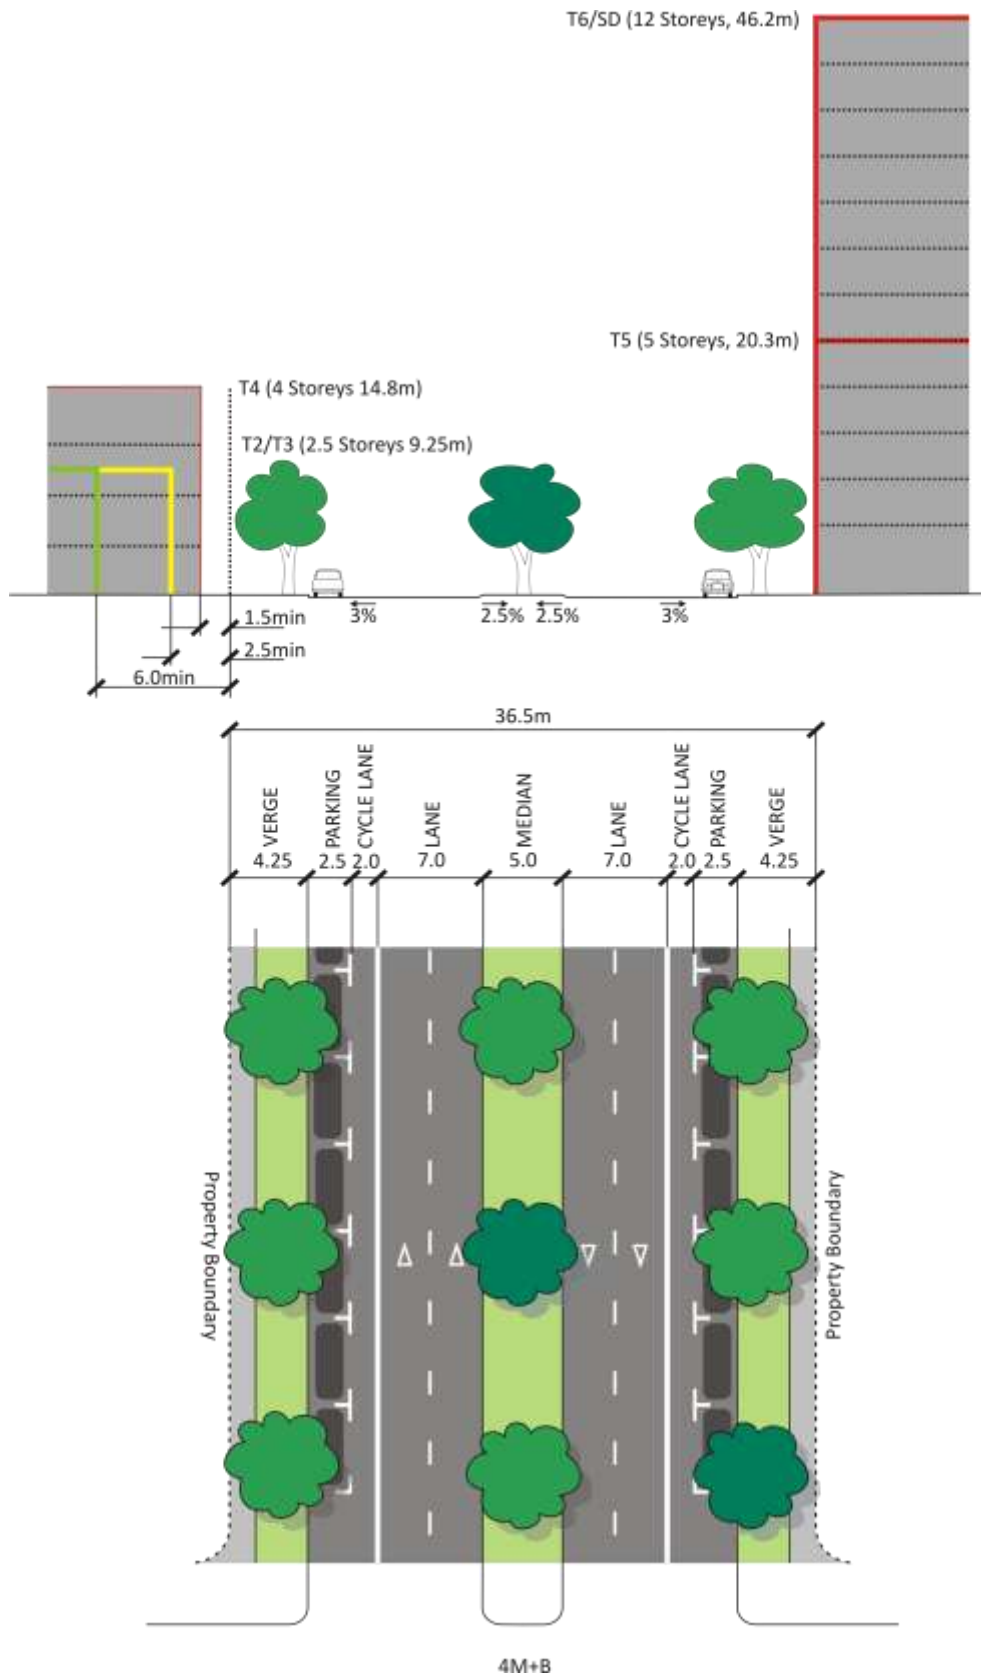 T6/SD (12 Storeys, 46.2m)
T5 (5 Storeys, 20.3m)
T4 (4 Storeys 14.8m)
T2/T3 (2.5 Storeys 9.25m)
3% 2.5% 2.5% 3%
1.5min
2.5min
6.0min
36.5m
VERGE PARKING CYCLE LANE LANE MEDIAN LANE CYCLE LANE PARKING VERGE
4.25 2.5 2.0 7.0 5.0 7.0 2.0 2.5 4.25
Property Boundary
Property Boundary
4M+B